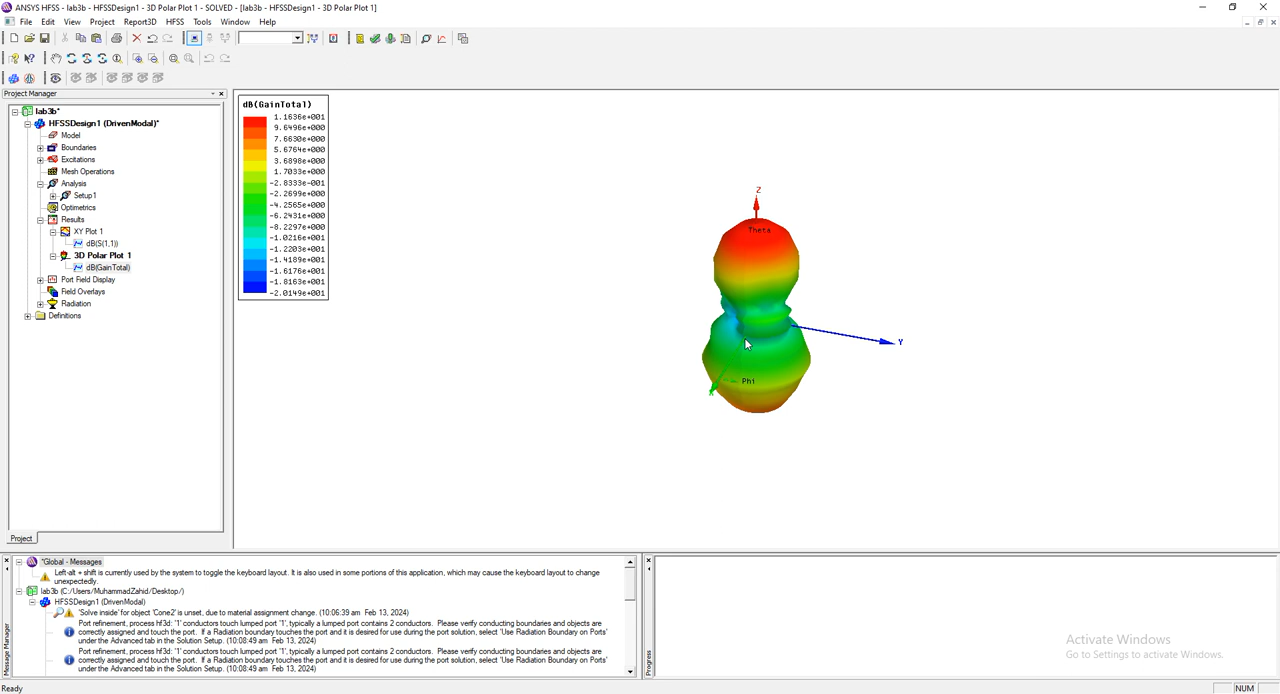 ANSYS HFSS - lab3b - HFSSDesign1 - 3D Polar Plot 1 - SOLVED - [lab3b - HFSSDesign1 - 3D Polar Plot 1]
File Edit View Project Report3D HFSS Tools Window Help
Project Manager
lab3b*
HFSSDesign1 (DrivenModal)*
Model
Boundaries
Excitations
Mesh Operations
Analysis
Setup1
Optimetrics
Results
XY Plot 1
dB(S(1,1))
3D Polar Plot 1
dB(GainTotal)
Port Field Display
Field Overlays
Radiation
Definitions
Project
dB(GainTotal)
1.1636e+001
9.6496e+000
7.6630e+000
5.6764e+000
3.6898e+000
1.7033e+000
-2.8333e-001
-2.2699e+000
-4.2565e+000
-6.2431e+000
-8.2297e+000
-1.0216e+001
-1.2203e+001
-1.4189e+001
-1.6176e+001
-1.8163e+001
-2.0149e+001
Z
Theta
Y
Phi
X
Message Manager
*Global - Messages
Left-alt + shift is currently used by the system to toggle the keyboard layout. It is also used in some portions of this application, which may cause the keyboard layout to change
unexpectedly.
lab3b (C:/Users/MuhammadZahid/Desktop/)
HFSSDesign1 (DrivenModal)
'Solve inside' for object 'Cone2' is unset, due to material assignment change. (10:06:39 am Feb 13, 2024)
Port refinement, process hf3d: '1' conductors touch lumped port '1', typically a lumped port contains 2 conductors. Please verify conducting boundaries and objects are
correctly assigned and touch the port. If a Radiation boundary touches the port and it is desired for use during the port solution, select 'Use Radiation Boundary on Ports'
under the Advanced tab in the Solution Setup. (10:08:49 am Feb 13, 2024)
Port refinement, process hf3d: '1' conductors touch lumped port '1', typically a lumped port contains 2 conductors. Please verify conducting boundaries and objects are
correctly assigned and touch the port. If a Radiation boundary touches the port and it is desired for use during the port solution, select 'Use Radiation Boundary on Ports'
under the Advanced tab in the Solution Setup. (10:08:49 am Feb 13, 2024)
Progress
Activate Windows
Go to Settings to activate Windows.
Ready
NUM